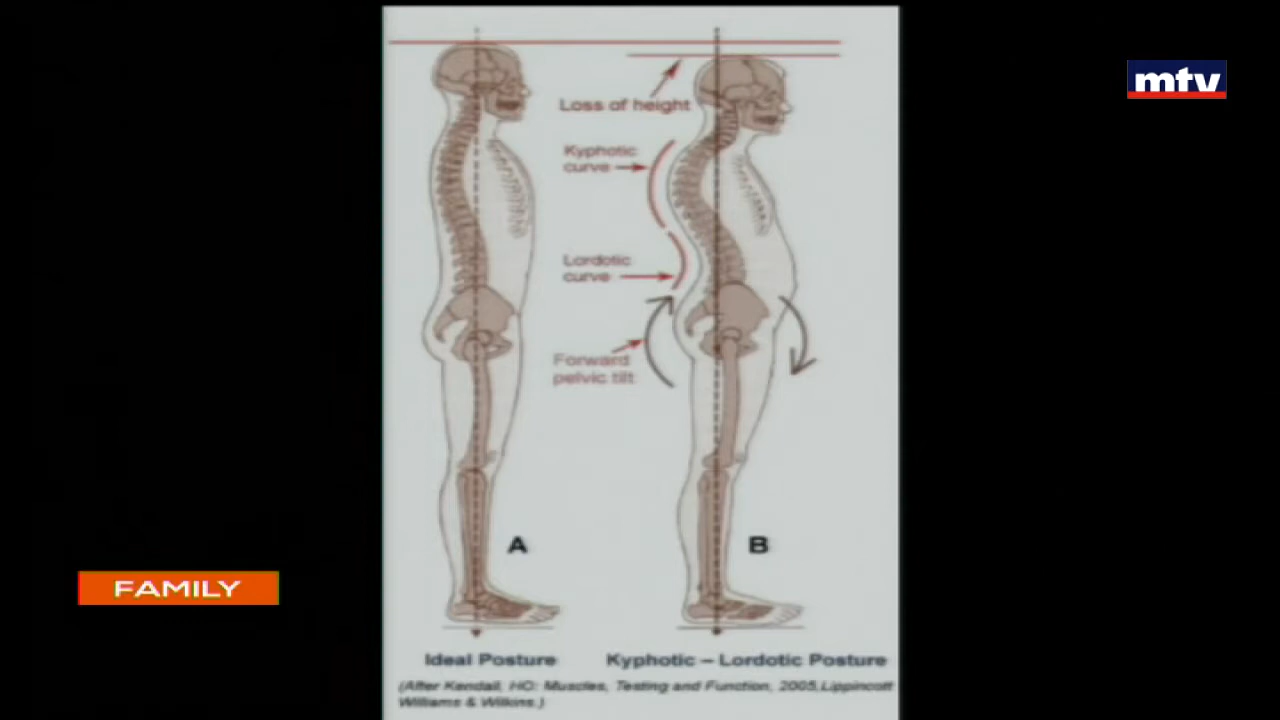 mtv
Loss of height
Kyphotic
curve
Lordotic
curve
Forward
pelvic tilt
A
B
FAMILY
Ideal Posture
Kyphotic – Lordotic Posture
(After Kendall, HO: Muscles, Testing and Function, 2005,Lippincott
Williams & Wilkins.)